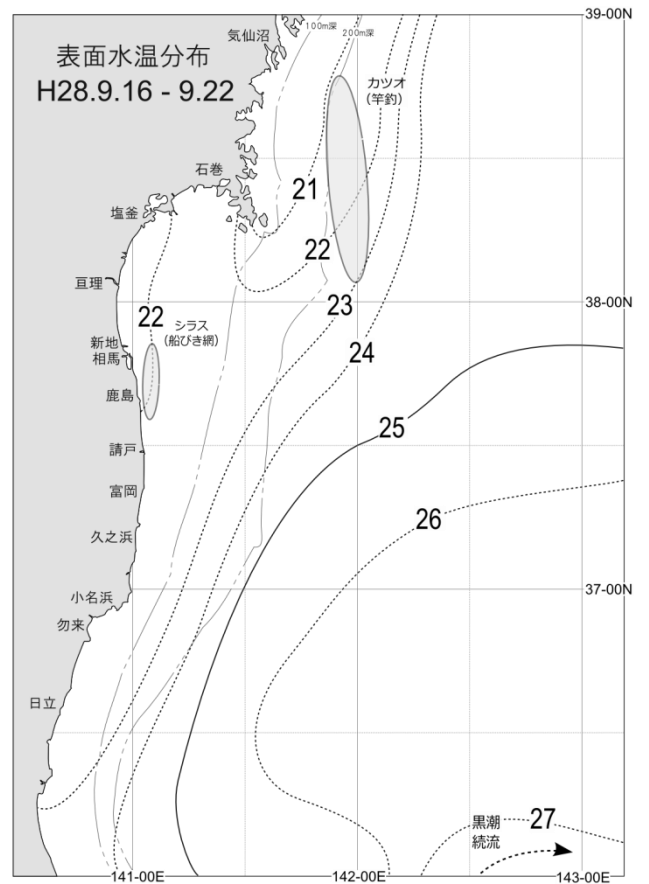 39-00N
100m深
200m深
気仙沼
表面水温分布
H28.9.16 - 9.22
カツオ
(竿釣)
石巻
21
塩釜
22
亘理
38-00N
23
22
シラス
(船びき網)
新地
相馬
24
鹿島
25
請戸
富岡
26
久之浜
37-00N
小名浜
勿来
日立
27
黒潮
続流
141-00E
142-00E
143-00E